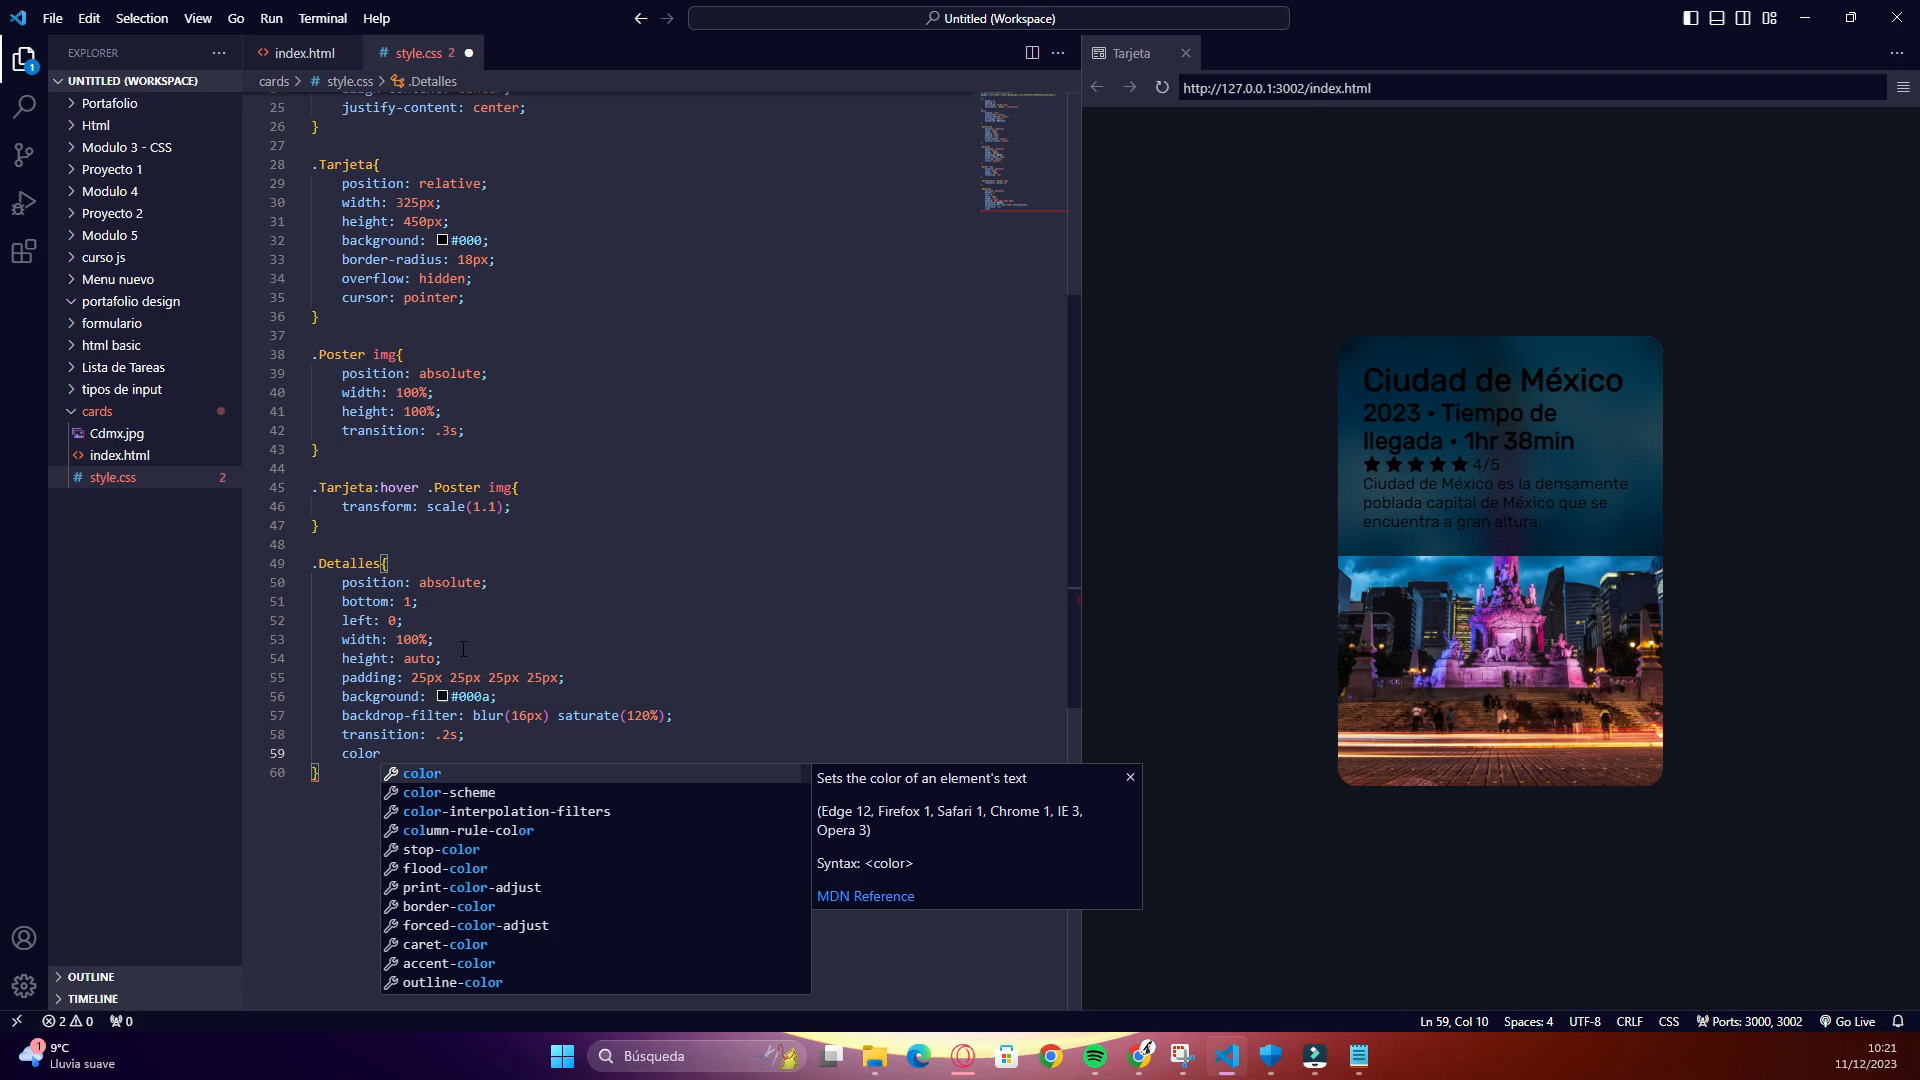 File Edit Selection View Go Run Terminal Help
Untitled (Workspace)
EXPLORER
index.html
style.css 2
Tarjeta
UNTITLED (WORKSPACE)
cards > # style.css > .Detalles
http://127.0.0.1:3002/index.html
1
Portafolio
Html
Modulo 3 - CSS
Proyecto 1
Modulo 4
Proyecto 2
Modulo 5
curso js
Menu nuevo
portafolio design
formulario
html basic
Lista de Tareas
tipos de input
cards
Cdmx.jpg
index.html
# style.css 2
OUTLINE
TIMELINE
25 justify-content: center;
26 }
27
28 .Tarjeta{
29 position: relative;
30 width: 325px;
31 height: 450px;
32 background: #000;
33 border-radius: 18px;
34 overflow: hidden;
35 cursor: pointer;
36 }
37
38 .Poster img{
39 position: absolute;
40 width: 100%;
41 height: 100%;
42 transition: .3s;
43 }
44
45 .Tarjeta:hover .Poster img{
46 transform: scale(1.1);
47 }
48
49 .Detalles{
50 position: absolute;
51 bottom: 1;
52 left: 0;
53 width: 100%;
54 height: auto;
55 padding: 25px 25px 25px 25px;
56 background: #000a;
57 backdrop-filter: blur(16px) saturate(120%);
58 transition: .2s;
59 color
60 }
color
color-scheme
color-interpolation-filters
column-rule-color
stop-color
flood-color
print-color-adjust
border-color
forced-color-adjust
caret-color
accent-color
outline-color
Sets the color of an element's text
(Edge 12, Firefox 1, Safari 1, Chrome 1, IE 3,
Opera 3)
Syntax: <color>
MDN Reference
Ciudad de México
2023 • Tiempo de
llegada • 1hr 38min
4/5
Ciudad de México es la densamente
poblada capital de México que se
encuentra a gran altura.
2 0 0
Ln 59, Col 10 Spaces: 4 UTF-8 CRLF CSS Ports: 3000, 3002 Go Live
1
9°C
Lluvia suave
Búsqueda
10:21
11/12/2023